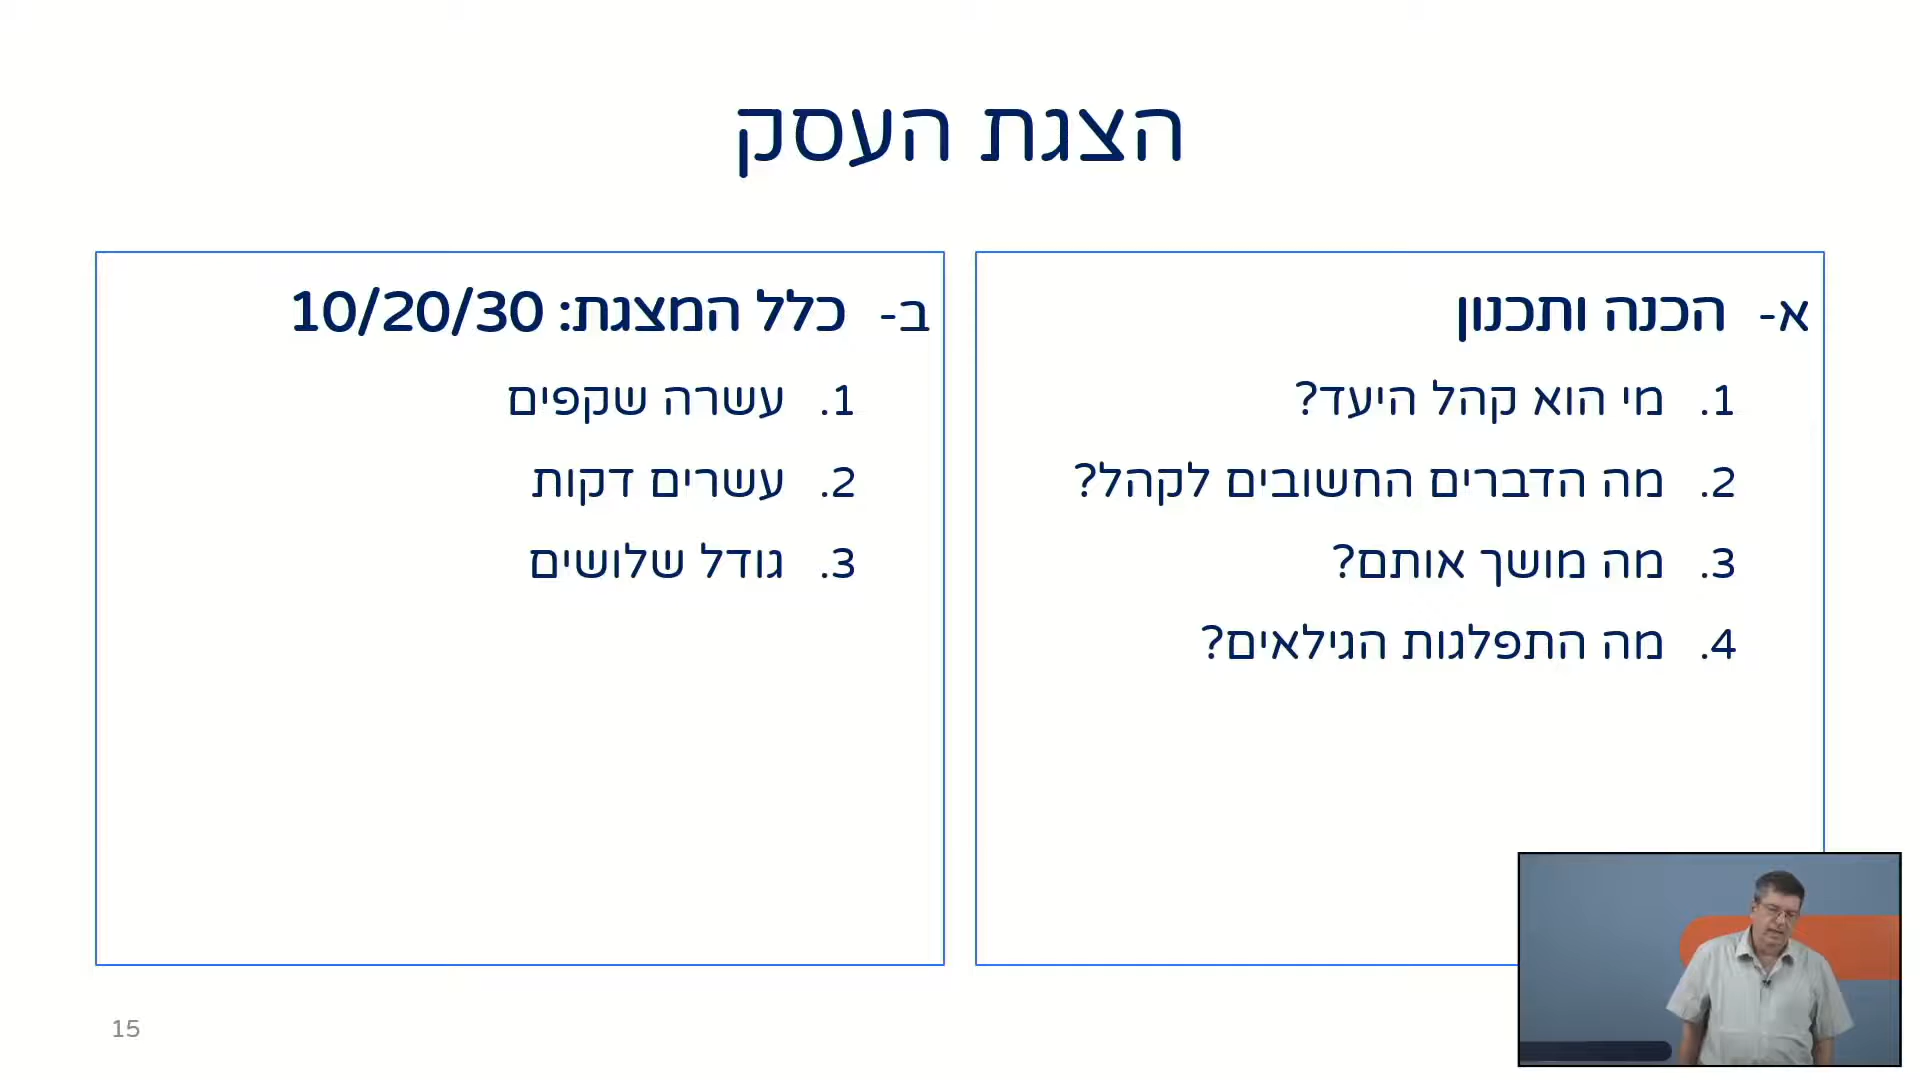 הצגת העסק
א- הכנה ותכנון
1. מי הוא קהל היעד?
2. מה הדברים החשובים לקהל?
3. מה מושך אותם?
4. מה התפלגות הגילאים?
ב- כלל המצגת: 10/20/30
1. עשרה שקפים
2. עשרים דקות
3. גודל שלושים
15